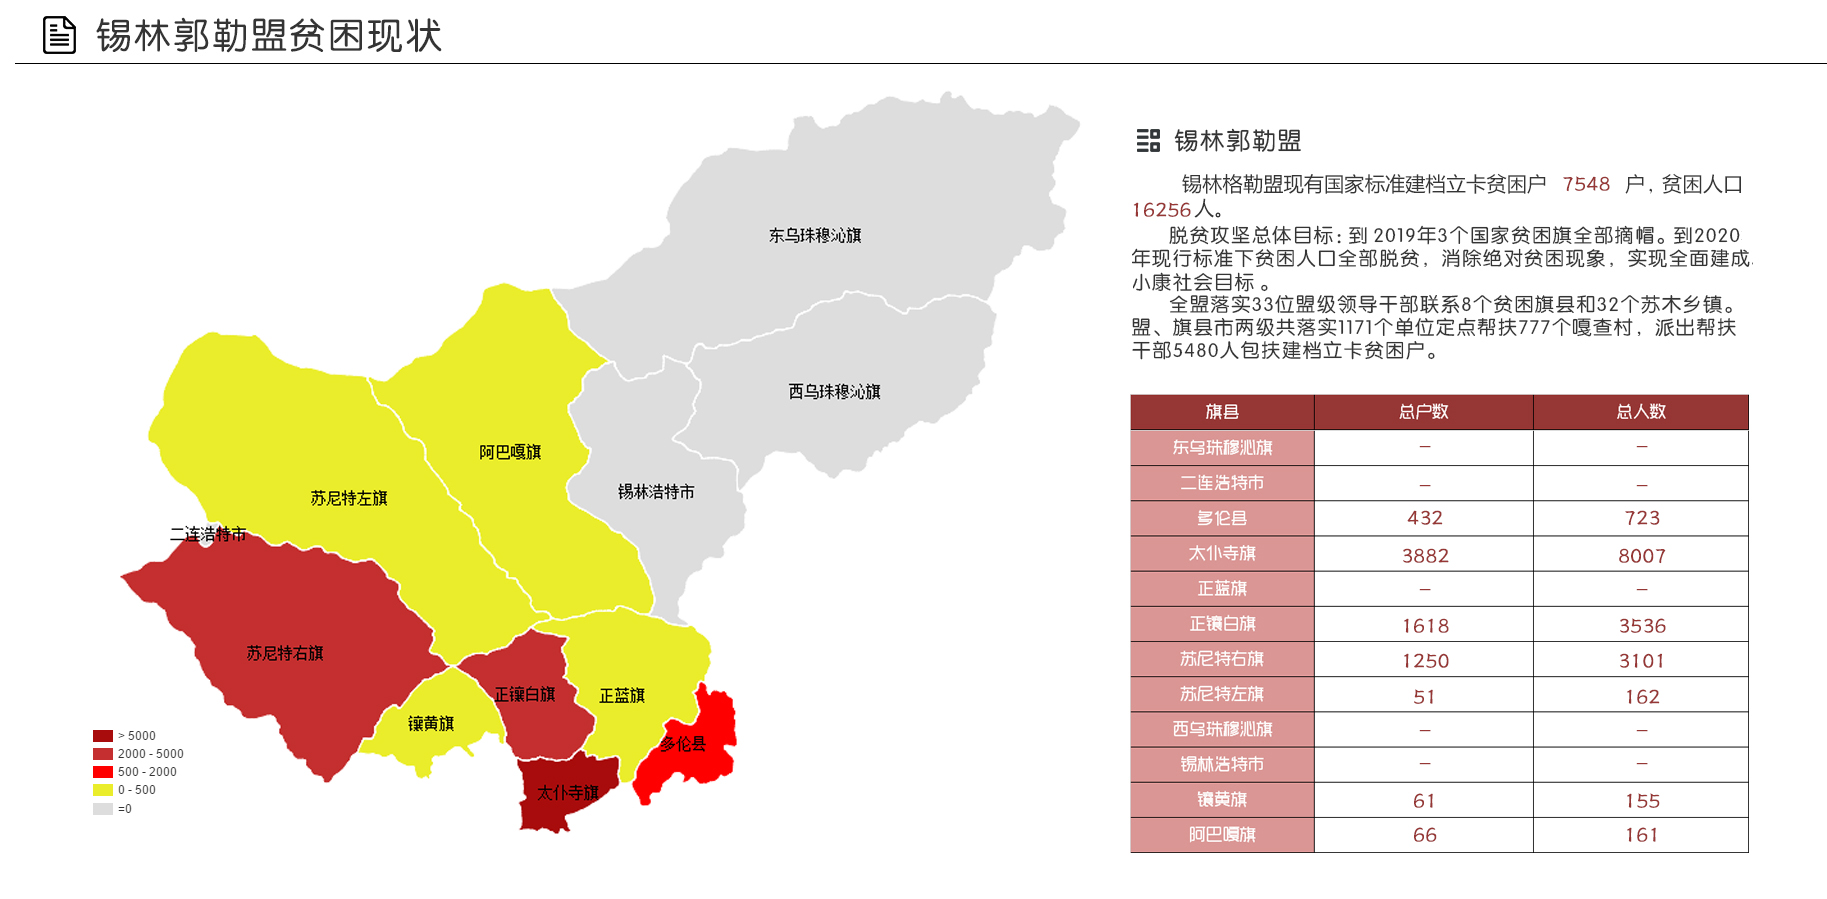 锡林郭勒盟贫困现状
东乌珠穆沁旗
西乌珠穆沁旗
阿巴嘎旗
锡林浩特市
苏尼特左旗
二连浩特市
苏尼特右旗
正镶白旗
正蓝旗
镶黄旗
多伦县
太仆寺旗
> 5000
2000 - 5000
500 - 2000
0 - 500
=0
锡林郭勒盟
锡林格勒盟现有国家标准建档立卡贫困户 7548 户，贫困人口
16256人。
脱贫攻坚总体目标：到 2019年3个国家贫困旗全部摘帽。到2020
年现行标准下贫困人口全部脱贫，消除绝对贫困现象，实现全面建成
小康社会目标 。
全盟落实33位盟级领导干部联系8个贫困旗县和32个苏木乡镇。
盟、旗县市两级共落实1171个单位定点帮扶777个嘎查村，派出帮扶
干部5480人包扶建档立卡贫困户。
旗县 总户数 总人数
东乌珠穆沁旗 — —
二连浩特市 — —
多伦县 432 723
太仆寺旗 3882 8007
正蓝旗 — —
正镶白旗 1618 3536
苏尼特右旗 1250 3101
苏尼特左旗 51 162
西乌珠穆沁旗 — —
锡林浩特市 — —
镶黄旗 61 155
阿巴嘎旗 66 161